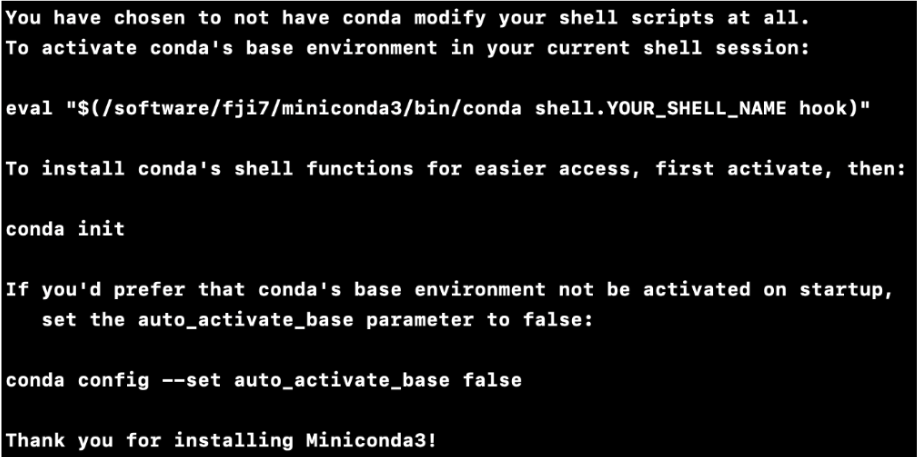 You have chosen to not have conda modify your shell scripts at all.
To activate conda's base environment in your current shell session:
eval "$(/software/fji7/miniconda3/bin/conda shell.YOUR_SHELL_NAME hook)"
To install conda's shell functions for easier access, first activate, then:
conda init
If you'd prefer that conda's base environment not be activated on startup,
   set the auto_activate_base parameter to false:
conda config --set auto_activate_base false
Thank you for installing Miniconda3!